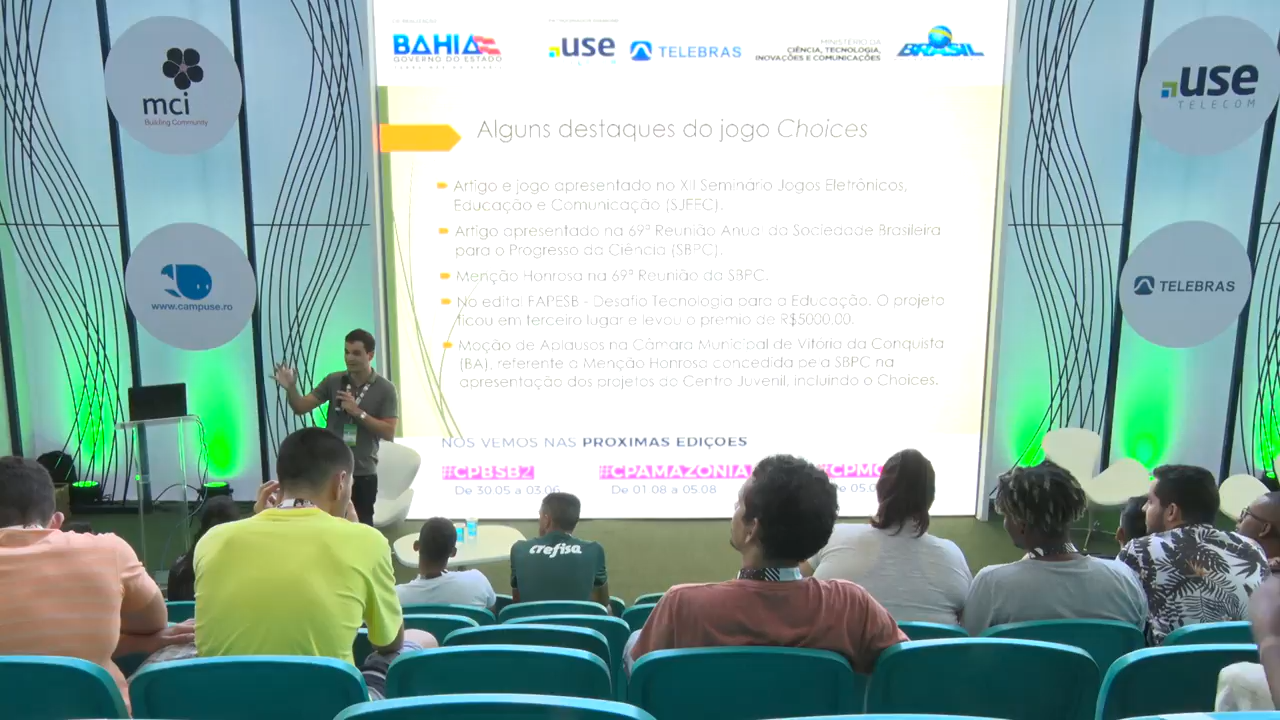 BAHIA
GOVERNO DO ESTADO
use
TELEBRAS
MINISTÉRIO DA
CIÊNCIA, TECNOLOGIA,
INOVAÇÕES E COMUNICAÇÕES
BRASIL
mci
Building Community
www.campuse.ro
use
TELECOM
TELEBRAS
Alguns destaques do jogo Choices
Artigo e jogo apresentado no XII Seminário Jogos Eletrônicos,
Educação e Comunicação (SJEEC).
Artigo apresentado na 69ª Reunião Anual da Sociedade Brasileira
para o Progresso da Ciência (SBPC).
Menção Honrosa na 69ª Reunião da SBPC.
No edital FAPESB - Desafio Tecnologia para a Educação. O projeto
ficou em terceiro lugar e levou o premio de R$5000,00.
Moção de Aplausos na Câmara Municipal de Vitória da Conquista
(BA), referente a Menção Honrosa concedida pela SBPC na
apresentação dos projetos do Centro Juvenil, incluindo o Choices.
NOS VEMOS NAS PRÓXIMAS EDIÇÕES
#CPBSB2
#CPAMAZONIA
#CPMG
De 30.05 a 03.06
De 01.08 a 05.08
De 05.0
crefisa